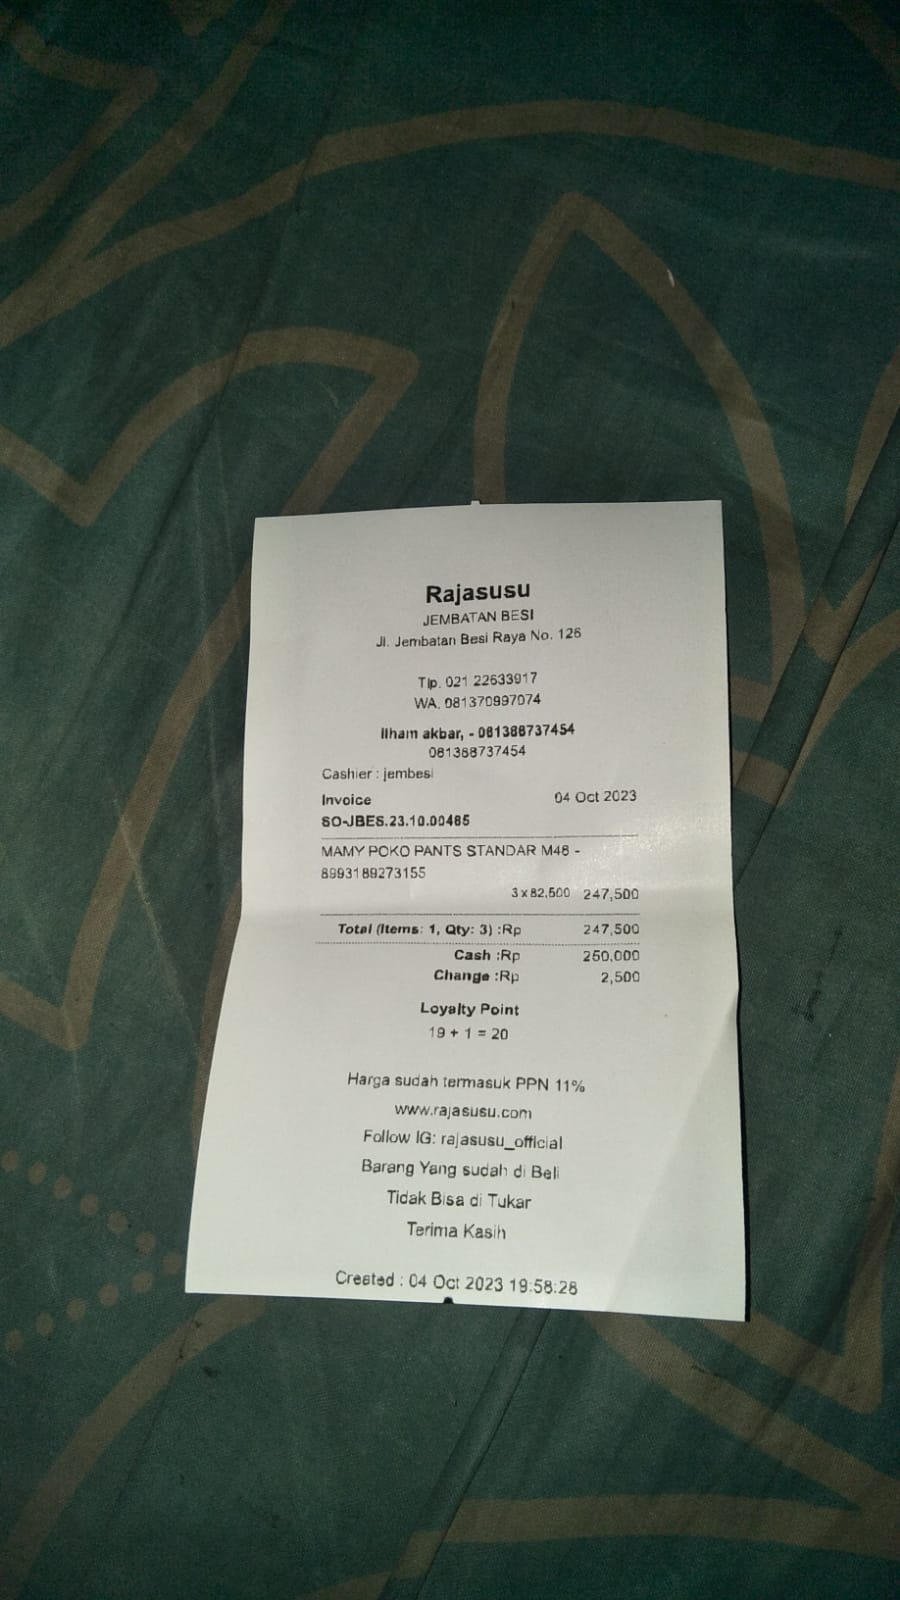 Rajasusu
JEMBATAN BESI
Jl. Jembatan Besi Raya No. 126
Tlp. 021 22633917
WA. 081370997074
Ilham akbar, - 081388737454
081388737454
Cashier : jembesi
Invoice 04 Oct 2023
SO-JBES.23.10.00485
MAMY POKO PANTS STANDAR M46 -
8993189273155
3 x 82,500 247,500
Total (Items: 1, Qty: 3) :Rp 247,500
Cash :Rp 250,000
Change :Rp 2,500
Loyalty Point
19 + 1 = 20
Harga sudah termasuk PPN 11%
www.rajasusu.com
Follow IG: rajasusu_official
Barang Yang sudah di Beli
Tidak Bisa di Tukar
Terima Kasih
Created : 04 Oct 2023 19:58:28